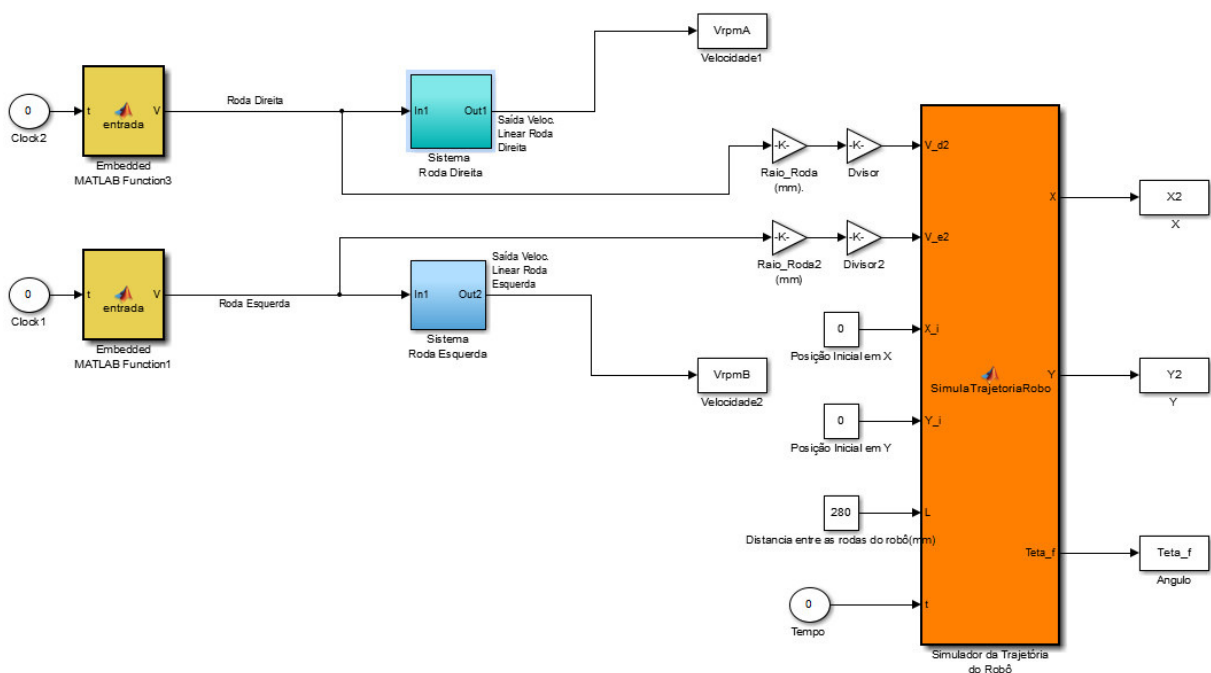 VrpmA
Velocidade1
0
Clock2
t
V
entrada
Embedded
MATLAB Function3
Roda Direita
In1
Out1
Sistema
Roda Direita
Saída Veloc.
Linear Roda
Direita
-K-
Raio_Roda
(mm).
-K-
Dvisor
V_d2
0
Clock1
t
V
entrada
Embedded
MATLAB Function1
Roda Esquerda
In1
Out2
Sistema
Roda Esquerda
Saída Veloc.
Linear Roda
Esquerda
-K-
Raio_Roda2
(mm)
-K-
Divisor2
V_e2
VrpmB
Velocidade2
0
Posição Inicial em X
X_i
0
Posição Inicial em Y
Y_i
280
Distancia entre as rodas do robô(mm)
L
0
Tempo
t
SimulaTrajetoriaRobo
X
Y
Teta_f
Simulador da Trajetória
do Robô
X2
X
Y2
Y
Teta_f
Angulo